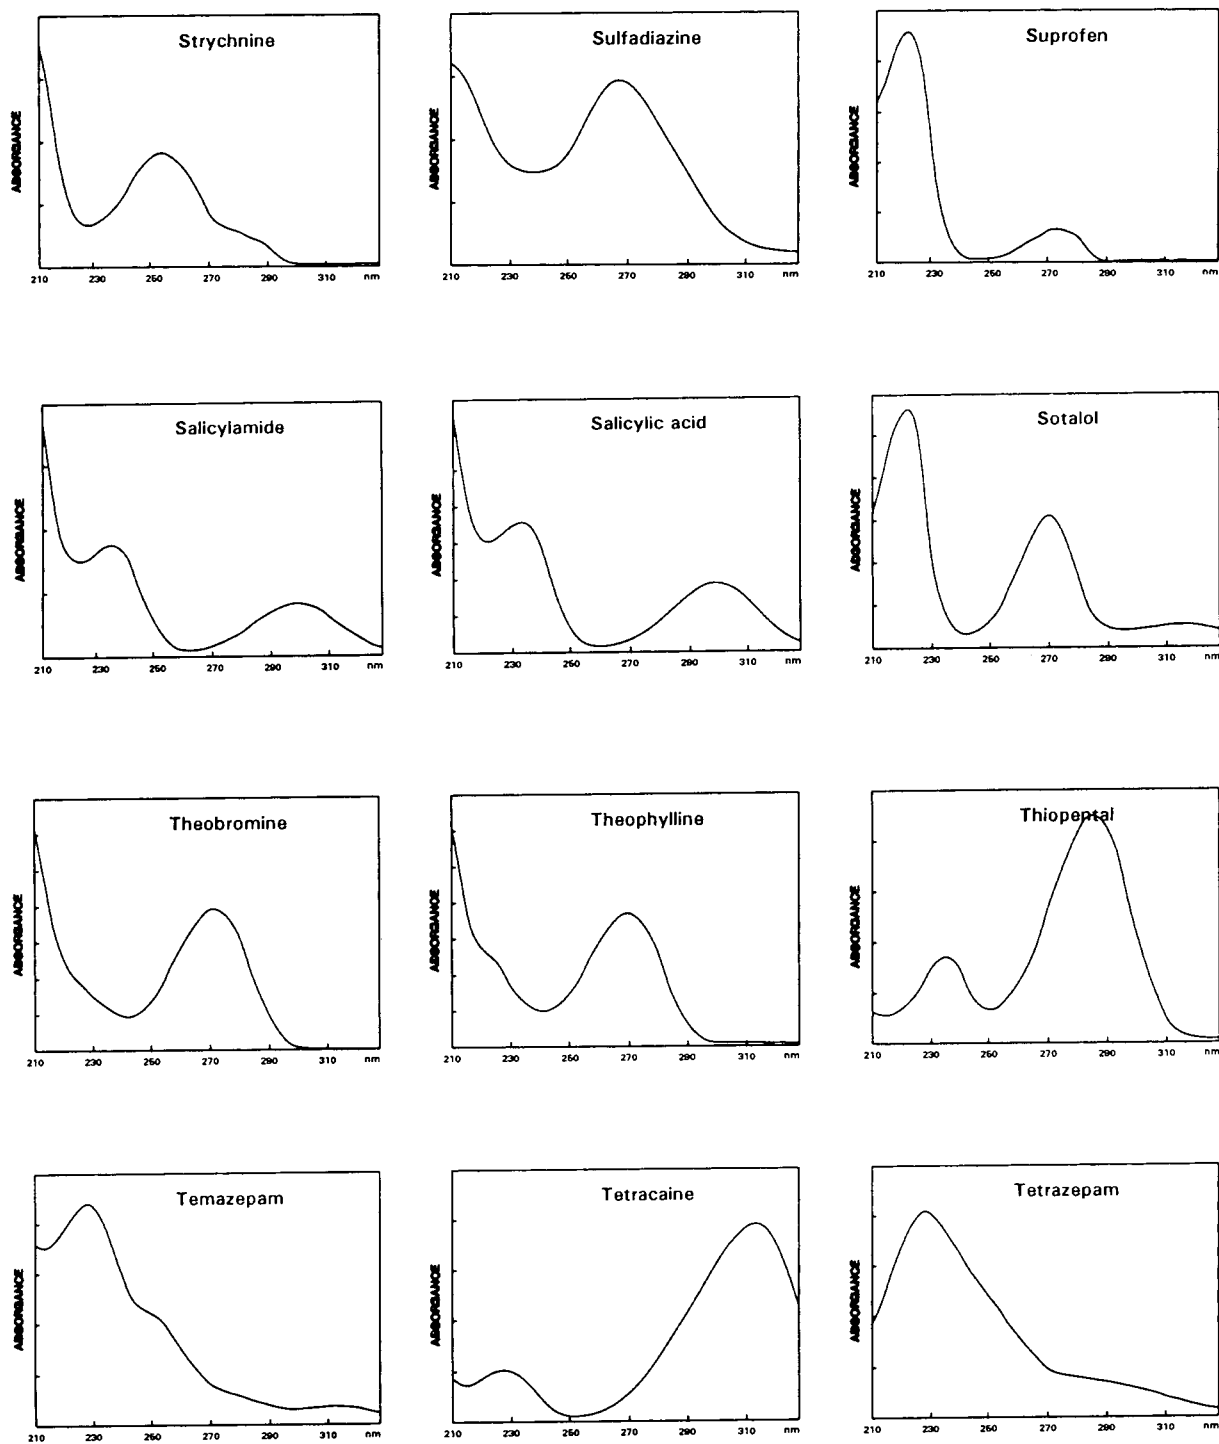 Strychnine
ABSORBANCE
210 230 250 270 290 310 nm
Sulfadiazine
ABSORBANCE
210 230 250 270 290 310 nm
Suprofen
ABSORBANCE
210 230 250 270 290 310 nm
Salicylamide
ABSORBANCE
210 230 250 270 290 310 nm
Salicylic acid
ABSORBANCE
210 230 250 270 290 310 nm
Sotalol
ABSORBANCE
210 230 250 270 290 310 nm
Theobromine
ABSORBANCE
210 230 250 270 290 310 nm
Theophylline
ABSORBANCE
210 230 250 270 290 310 nm
Thiopental
ABSORBANCE
210 230 250 270 290 310 nm
Temazepam
ABSORBANCE
210 230 250 270 290 310 nm
Tetracaine
ABSORBANCE
210 230 250 270 290 310 nm
Tetrazepam
ABSORBANCE
210 230 250 270 290 310 nm